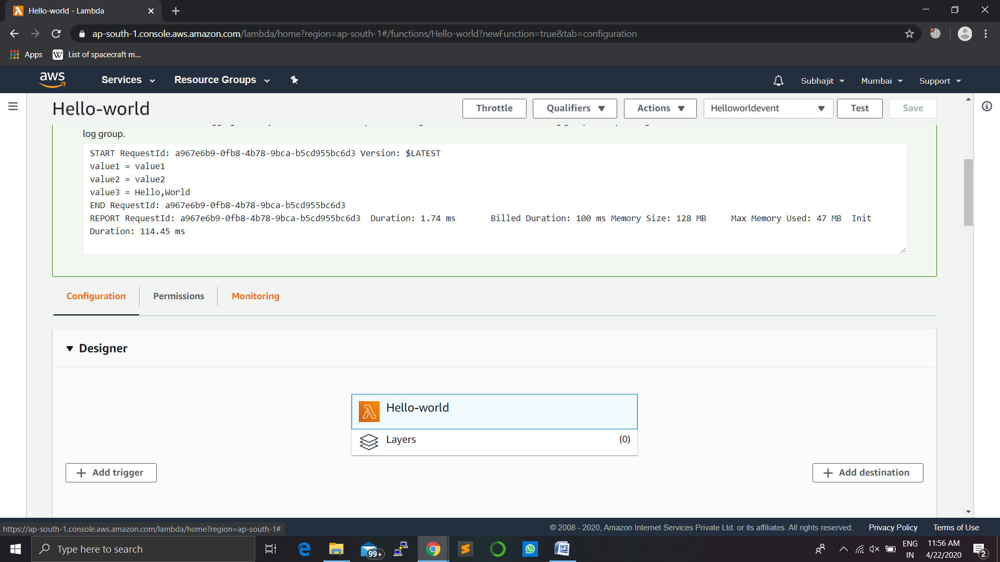 Hello-world - Lambda
ap-south-1.console.aws.amazon.com/lambda/home?region=ap-south-1#/functions/Hello-world?newFunction=true&tab=configuration
Apps W List of spacecraft m...
aws Services Resource Groups Subhajit Mumbai Support
Hello-world Throttle Qualifiers Actions Helloworldevent Test Save
log group.
START RequestId: a967e6b9-0fb8-4b78-9bca-b5cd955bc6d3 Version: $LATEST
value1 = value1
value2 = value2
value3 = Hello,World
END RequestId: a967e6b9-0fb8-4b78-9bca-b5cd955bc6d3
REPORT RequestId: a967e6b9-0fb8-4b78-9bca-b5cd955bc6d3 Duration: 1.74 ms Billed Duration: 100 ms Memory Size: 128 MB Max Memory Used: 47 MB Init
Duration: 114.45 ms
Configuration Permissions Monitoring
Designer
Hello-world
Layers (0)
+ Add trigger + Add destination
https://ap-south-1.console.aws.amazon.com/lambda/home?region=ap-south-1#
© 2008 - 2020, Amazon Internet Services Private Ltd. or its affiliates. All rights reserved. Privacy Policy Terms of Use
Type here to search 99+ ENG 11:56 AM
IN 4/22/2020 2